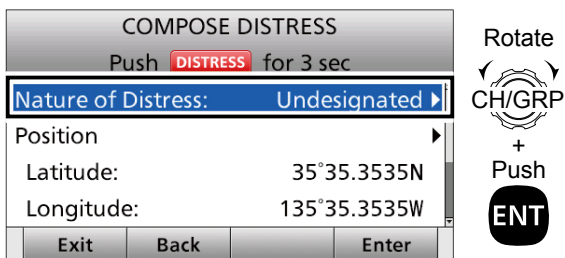 COMPOSE DISTRESS
Push DISTRESS for 3 sec
Nature of Distress: Undesignated
Position
Latitude: 35°35.3535N
Longitude: 135°35.3535W
Exit Back Enter
Rotate
CH/GRP
+
Push
ENT